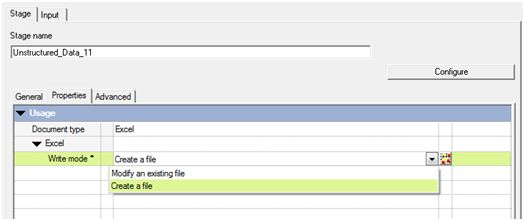 Stage Input
Stage name
Unstructured_Data_11
Configure
General Properties Advanced
Usage
Document type Excel
Excel
Write mode * Create a file
Modify an existing file
Create a file